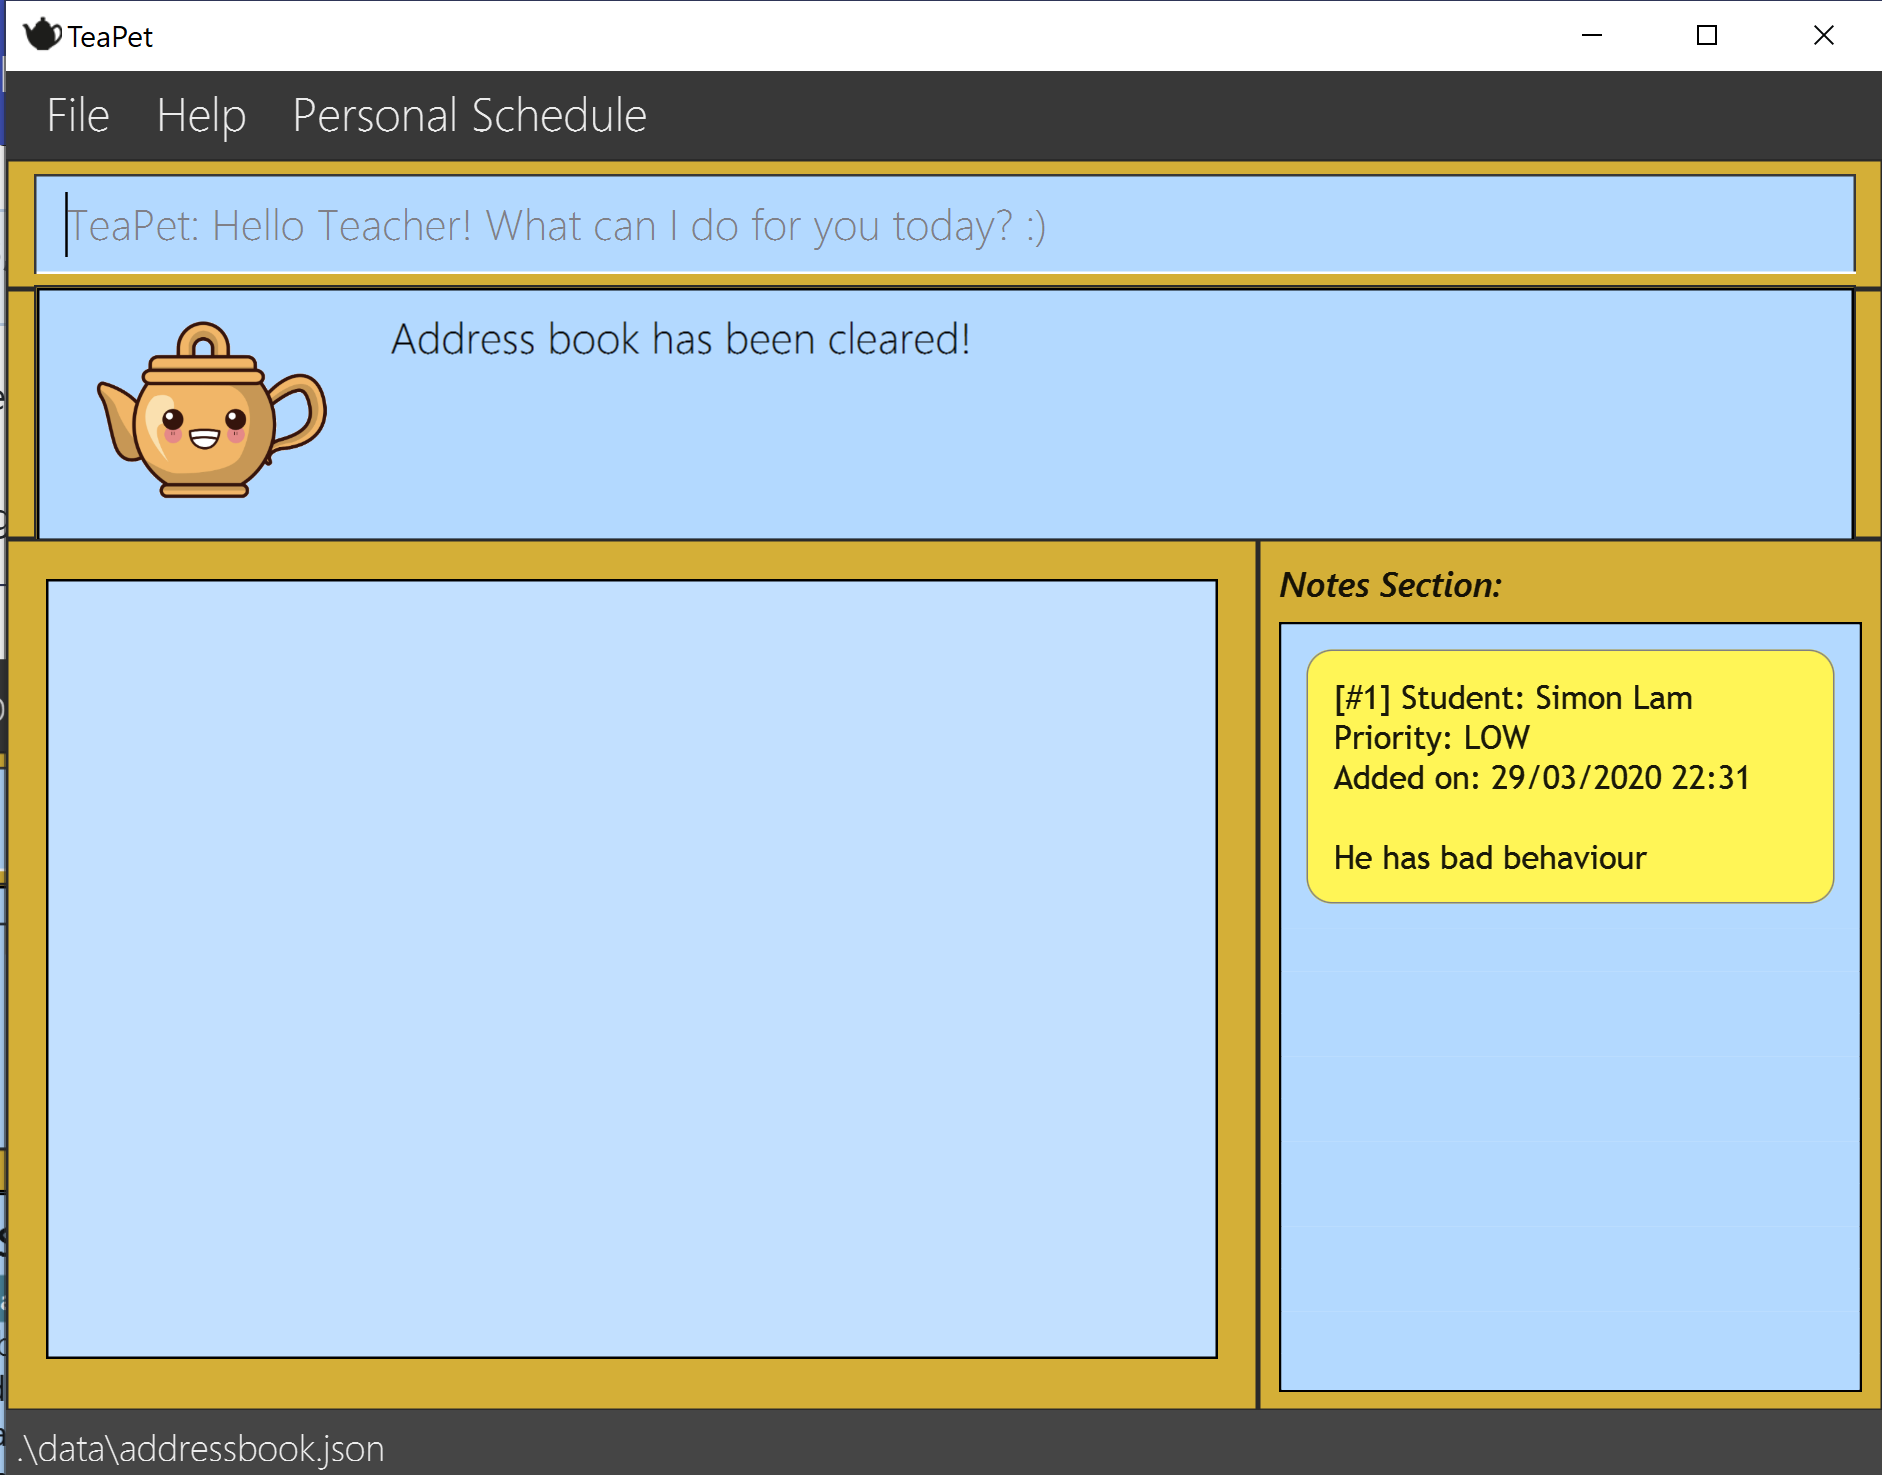 TeaPet
File Help Personal Schedule
TeaPet: Hello Teacher! What can I do for you today? :)
Address book has been cleared!
Notes Section:
[#1] Student: Simon Lam
Priority: LOW
Added on: 29/03/2020 22:31
He has bad behaviour
.\data\addressbook.json